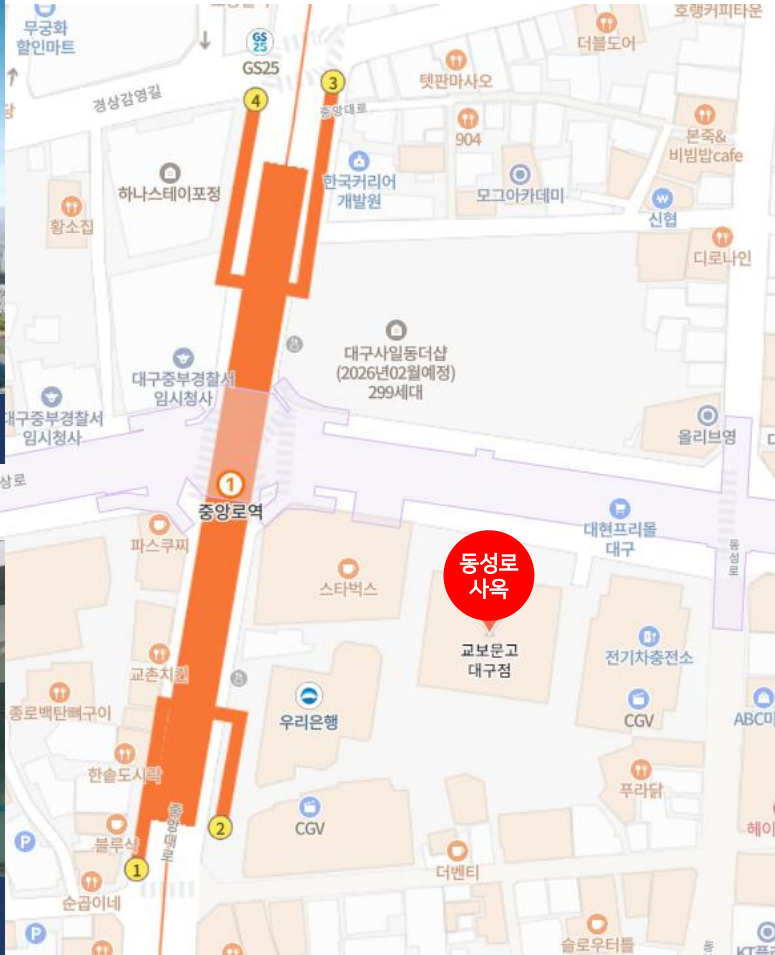 무궁화
할인마트
GS
25
GS25
호랭커피타운
더블도어
텟판마사오
3
4
경상감영길
중앙대로
904
본죽&
비빔밥cafe
하나스테이포정
한국커리어
개발원
모그아카데미
신협
황소집
디로나인
대구사일동더샵
(2026년02월예정)
299세대
대구중부경찰서
임시청사
대구중부경찰서
임시청사
올리브영
1
중앙로역
상로
파스쿠찌
대현프리몰
대구
동성로
스타벅스
동성로
사옥
교보문고
대구점
전기차충전소
교촌치킨
우리은행
CGV
ABC마
종로백탄뼈구이
한솔도시락
푸라닭
중앙대로
CGV
2
P
블루샥
1
더벤티
헤이
순곱이네
P
슬로우터틀
동
KT플라